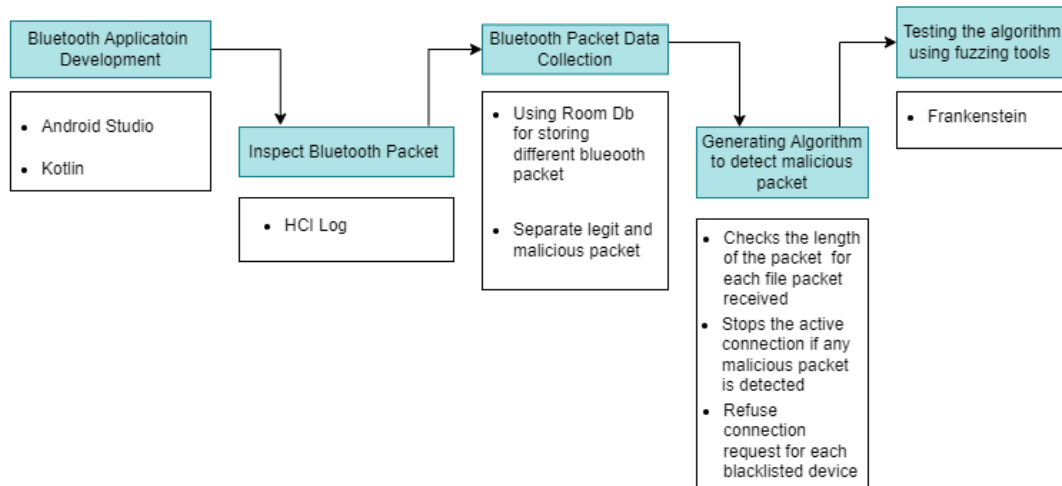 Bluetooth Applicatoin
Development
Android Studio
Kotlin
Inspect Bluetooth Packet
HCI Log
Bluetooth Packet Data
Collection
Using Room Db
for storing
different blueooth
packet
Separate legit and
malicious packet
Generating Algorithm
to detect malicious
packet
Checks the length
of the packet for
each file packet
received
Stops the active
connection if any
malicious packet
is detected
Refuse
connection
request for each
blacklisted device
Testing the algorithm
using fuzzing tools
Frankenstein